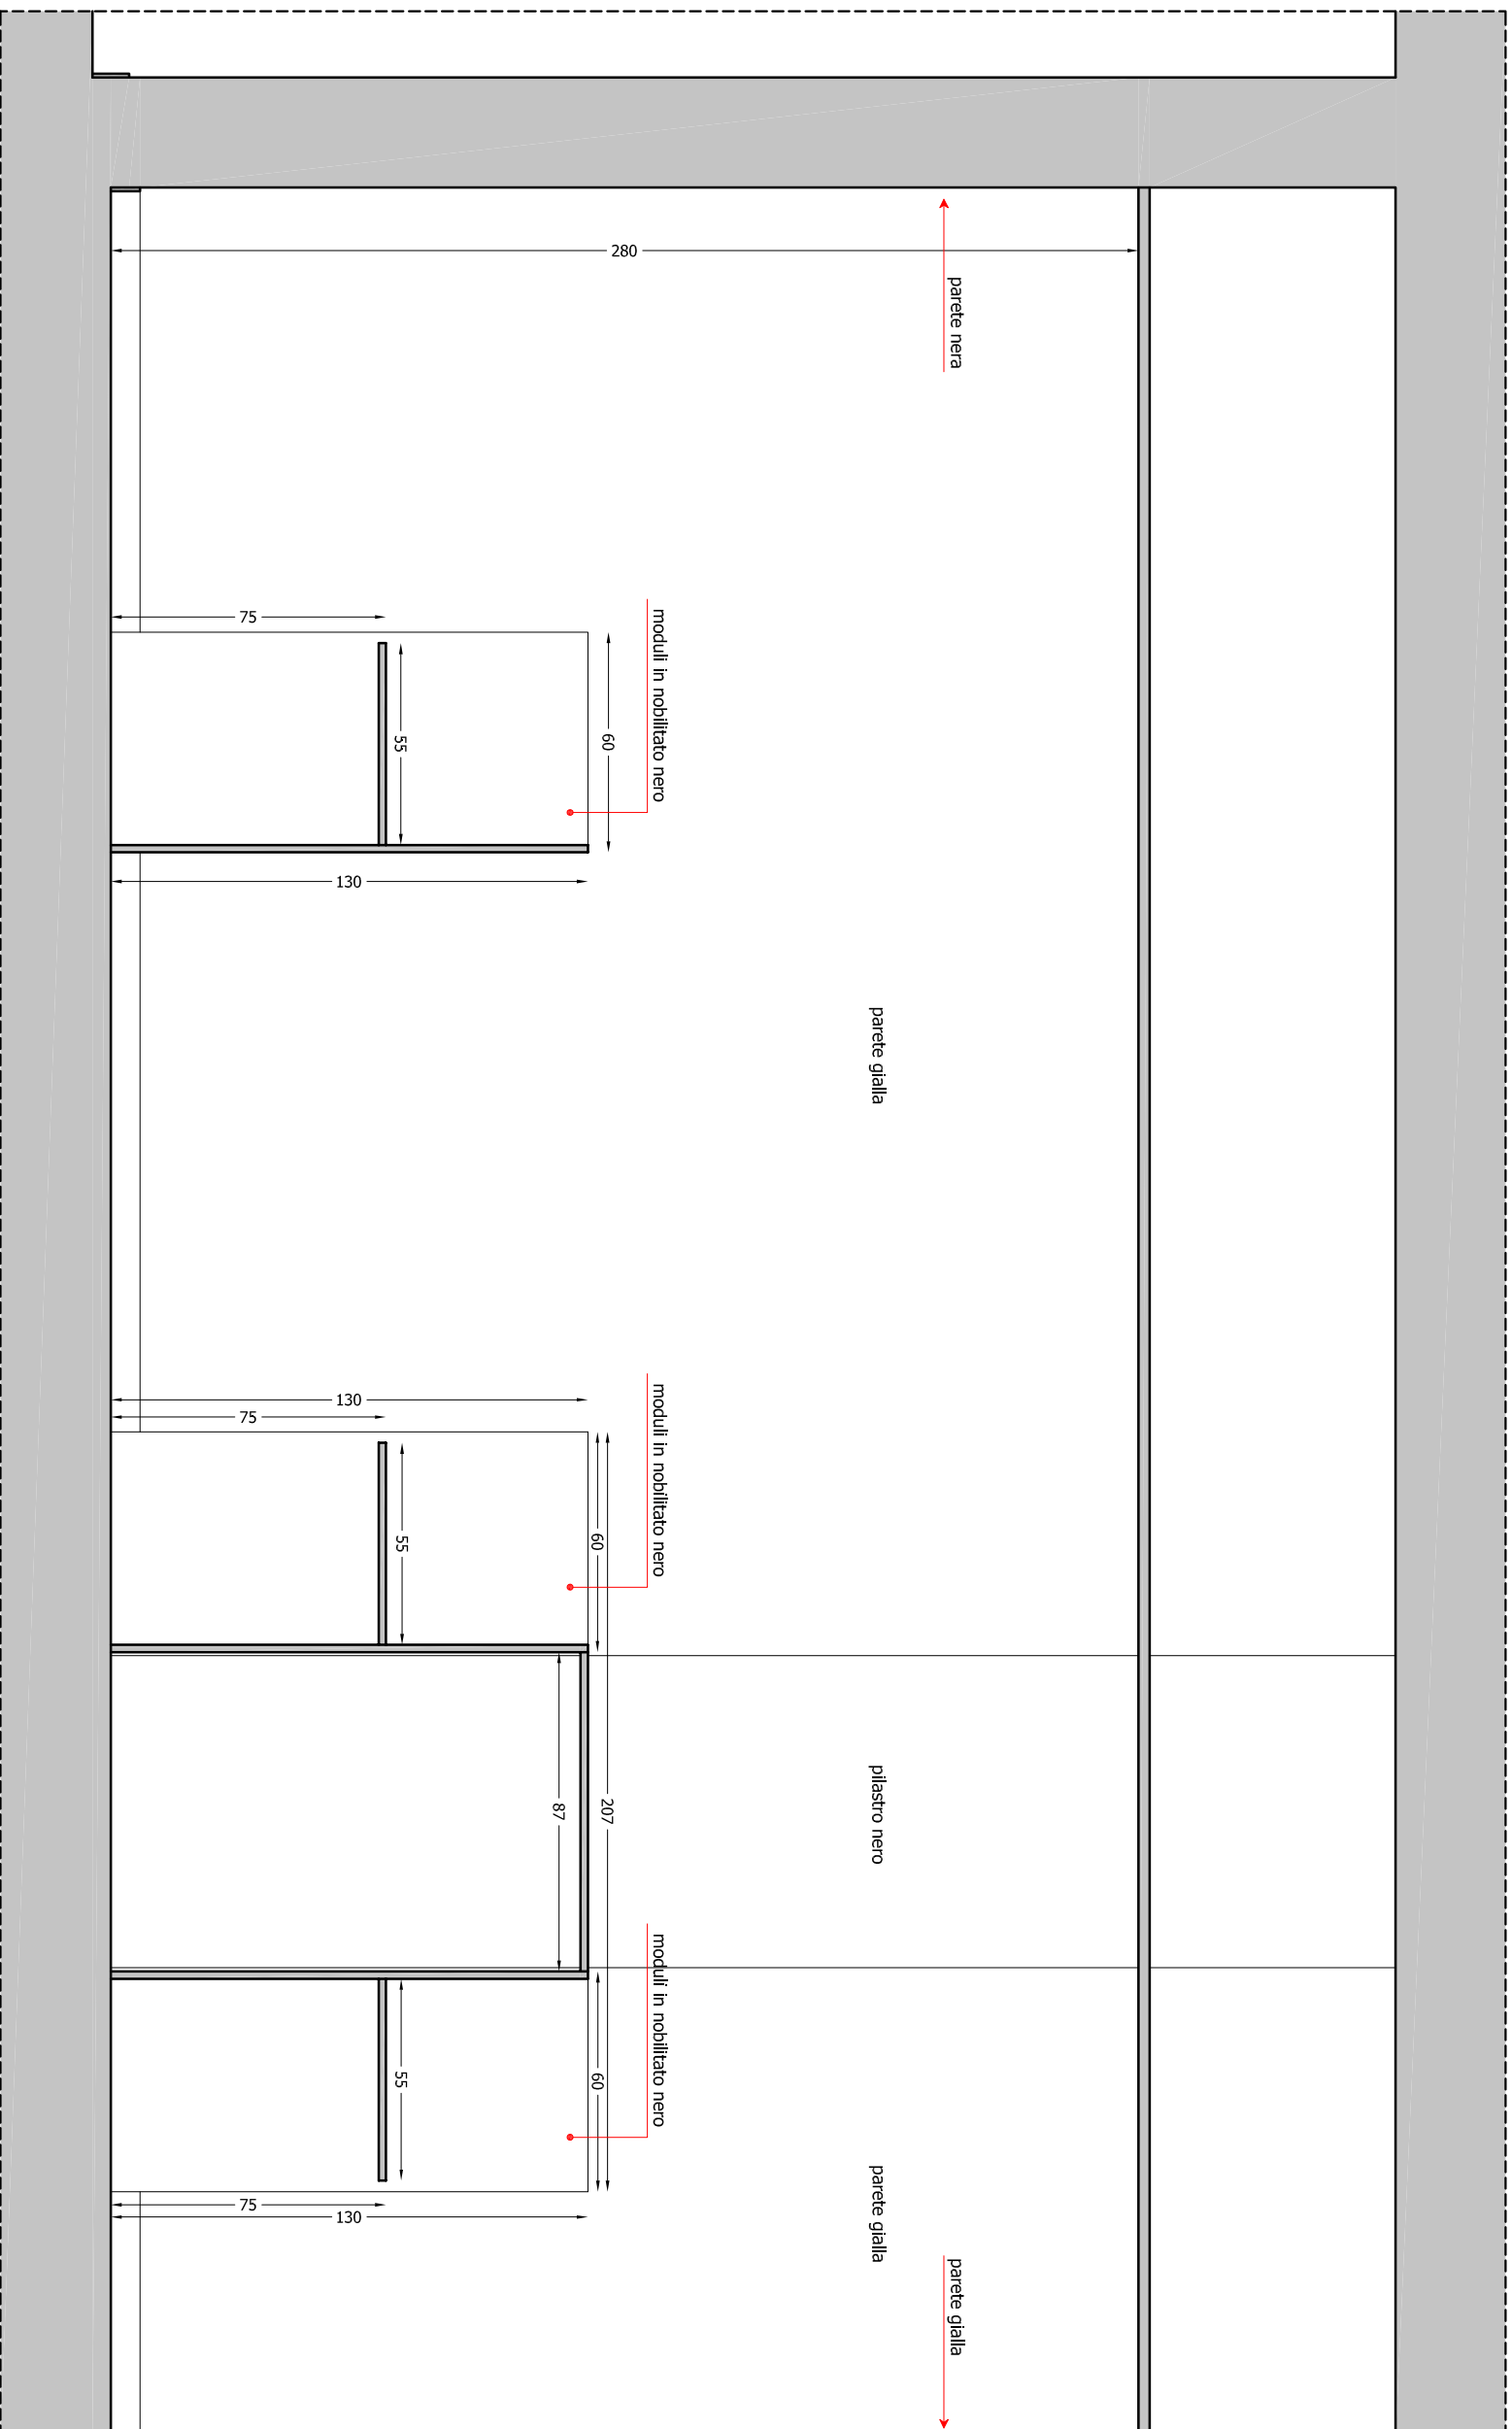 280
parete nera
75
moduli in nobilitato nero
60
55
130
parete gialla
130
75
moduli in nobilitato nero
60
55
207
87
pilastro nero
moduli in nobilitato nero
60
55
75
130
parete gialla
parete gialla